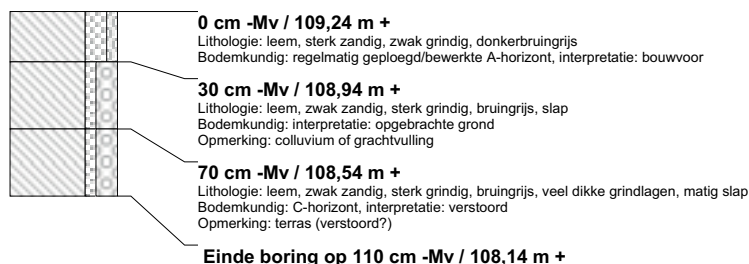 0 cm -Mv / 109,24 m +
Lithologie: leem, sterk zandig, zwak grindig, donkerbruingrijs
Bodemkundig: regelmatig geploegd/bewerkte A-horizont, interpretatie: bouwvoor
30 cm -Mv / 108,94 m +
Lithologie: leem, zwak zandig, sterk grindig, bruingrijs, slap
Bodemkundig: interpretatie: opgebrachte grond
Opmerking: colluvium of grachtvulling
70 cm -Mv / 108,54 m +
Lithologie: leem, zwak zandig, sterk grindig, bruingrijs, veel dikke grindlagen, matig slap
Bodemkundig: C-horizont, interpretatie: verstoord
Opmerking: terras (verstoord?)
Einde boring op 110 cm -Mv / 108,14 m +